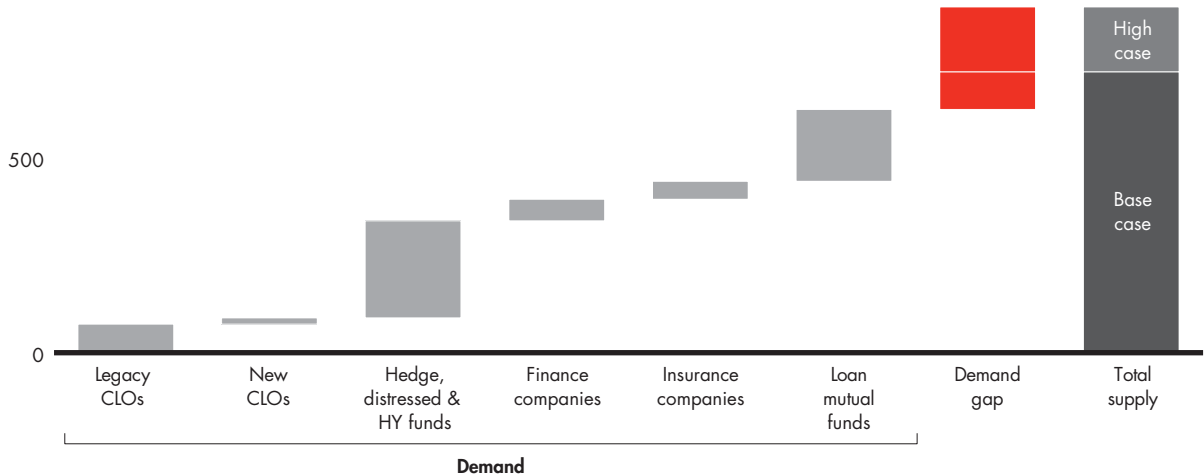 High
case
500
Base
case
0
Legacy
CLOs
New
CLOs
Hedge,
distressed &
HY funds
Finance
companies
Insurance
companies
Loan
mutual
funds
Demand
gap
Total
supply
Demand